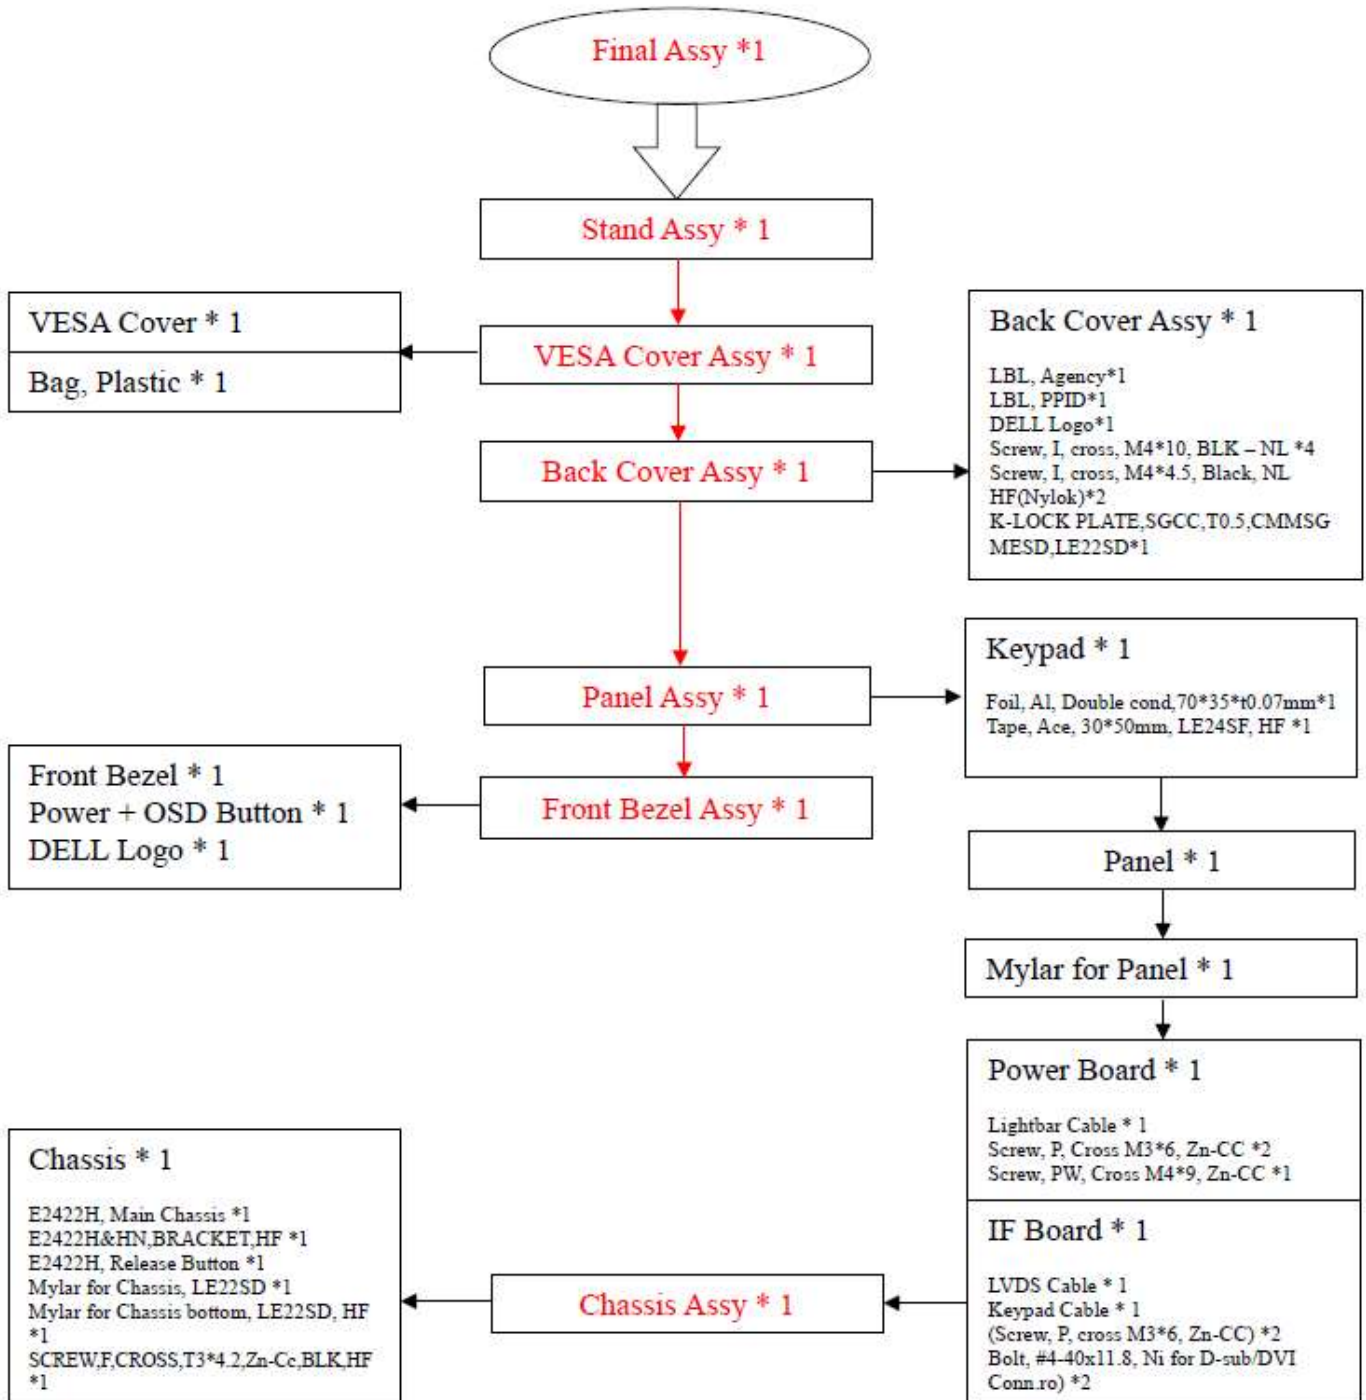 Final Assy *1
Stand Assy * 1
VESA Cover * 1
Bag, Plastic * 1
VESA Cover Assy * 1
Back Cover Assy * 1
Back Cover Assy * 1
LBL, Agency*1
LBL, PPID*1
DELL Logo*1
Screw, I, cross, M4*10, BLK – NL *4
Screw, I, cross, M4*4.5, Black, NL
HF(Nylok)*2
K-LOCK PLATE,SGCC,T0.5,CMMSG
MESD,LE22SD*1
Panel Assy * 1
Keypad * 1
Foil, Al, Double cond,70*35*t0.07mm*1
Tape, Ace, 30*50mm, LE24SF, HF *1
Front Bezel * 1
Power + OSD Button * 1
DELL Logo * 1
Front Bezel Assy * 1
Panel * 1
Mylar for Panel * 1
Power Board * 1
Lightbar Cable * 1
Screw, P, Cross M3*6, Zn-CC *2
Screw, PW, Cross M4*9, Zn-CC *1
IF Board * 1
LVDS Cable * 1
Keypad Cable * 1
(Screw, P, cross M3*6, Zn-CC) *2
Bolt, #4-40x11.8, Ni for D-sub/DVI
Conn.ro) *2
Chassis Assy * 1
Chassis * 1
E2422H, Main Chassis *1
E2422H&HN,BRACKET,HF *1
E2422H, Release Button *1
Mylar for Chassis, LE22SD *1
Mylar for Chassis bottom, LE22SD, HF
*1
SCREW,F,CROSS,T3*4.2,Zn-Cc,BLK,HF
*1